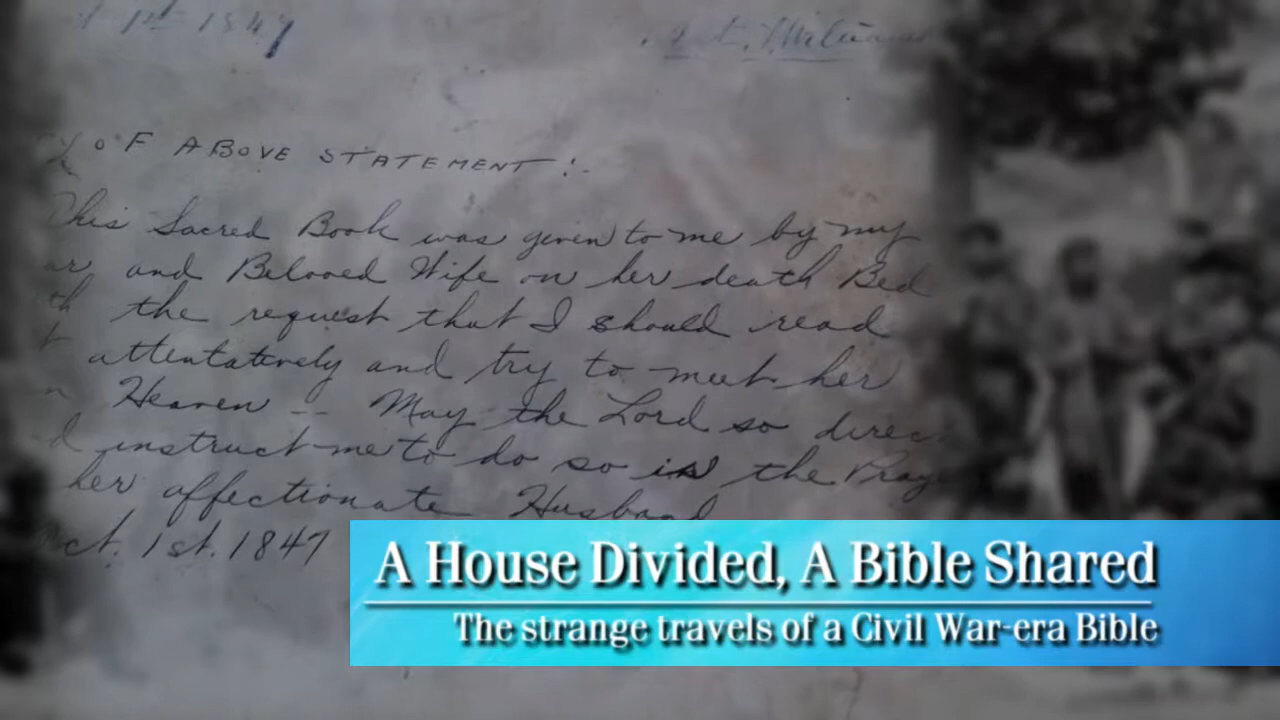 1st 1847
OF ABOVE STATEMENT:
This Sacred Book was given to me by my
and Beloved Wife on her death Bed
the request that I should read
attentatively and try to meet her
Heaven -- May the Lord so direc
instruct me to do so in the Pray
her affectionate Husband
Oct. 1st. 1847
A House Divided, A Bible Shared
The strange travels of a Civil War-era Bible